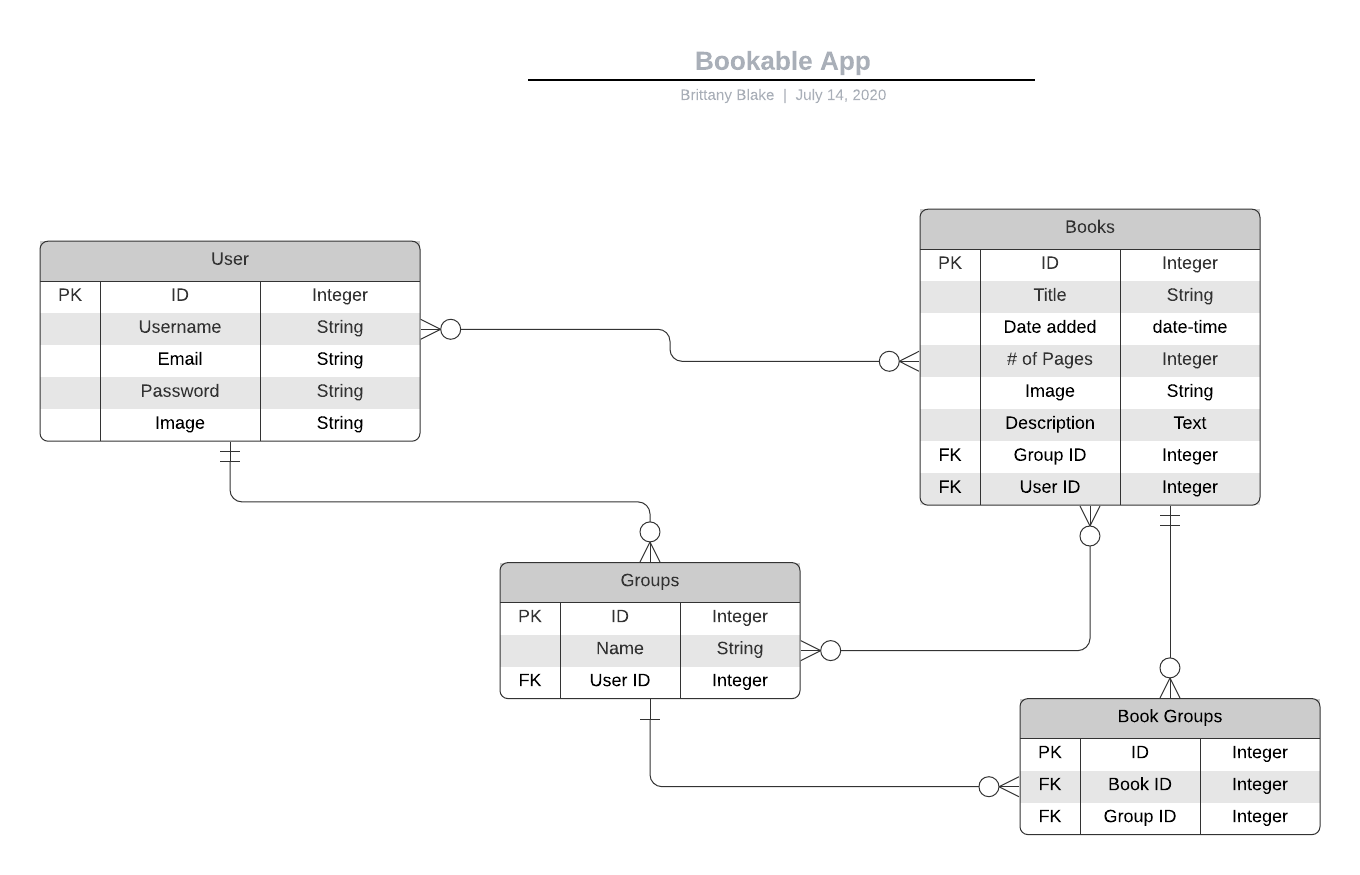 Bookable App
Brittany Blake | July 14, 2020
User
PK ID Integer
Username String
Email String
Password String
Image String
Books
PK ID Integer
Title String
Date added date-time
# of Pages Integer
Image String
Description Text
FK Group ID Integer
FK User ID Integer
Groups
PK ID Integer
Name String
FK User ID Integer
Book Groups
PK ID Integer
FK Book ID Integer
FK Group ID Integer